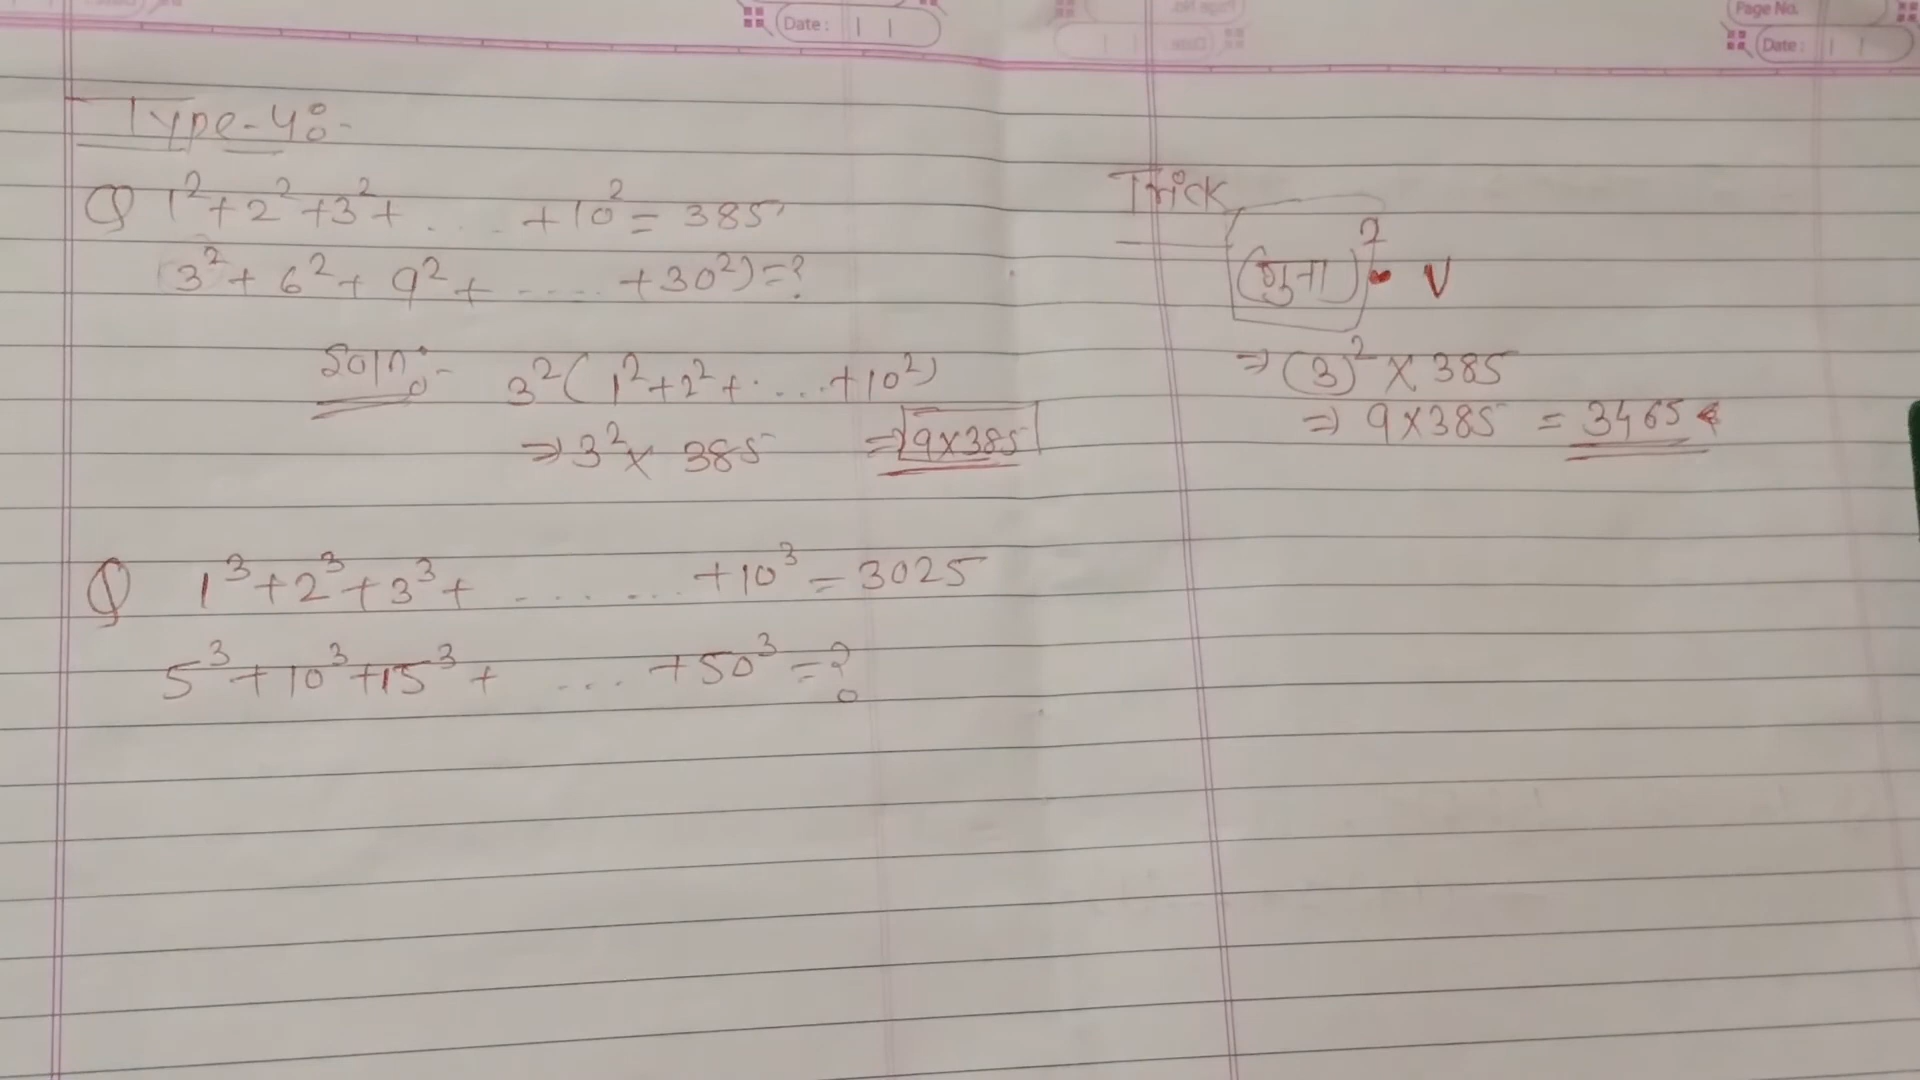 Date :
Page No.
Date :
Type-4:-
Q 1²+2²+3²+ . . . . +10² = 385
(3²+ 6²+ 9²+ ..... +30²)=?
Soln:- 3²(1²+2²+.....+10²)
⇒ 3² × 385 ⇒ 9×385
Q 1³+2³+3³+ ....... +10³ = 3025
5³+10³+15³+ .... +50³ = ?
Trick
(गुना)² • V
⇒ (3)² × 385
⇒ 9×385 = 3465